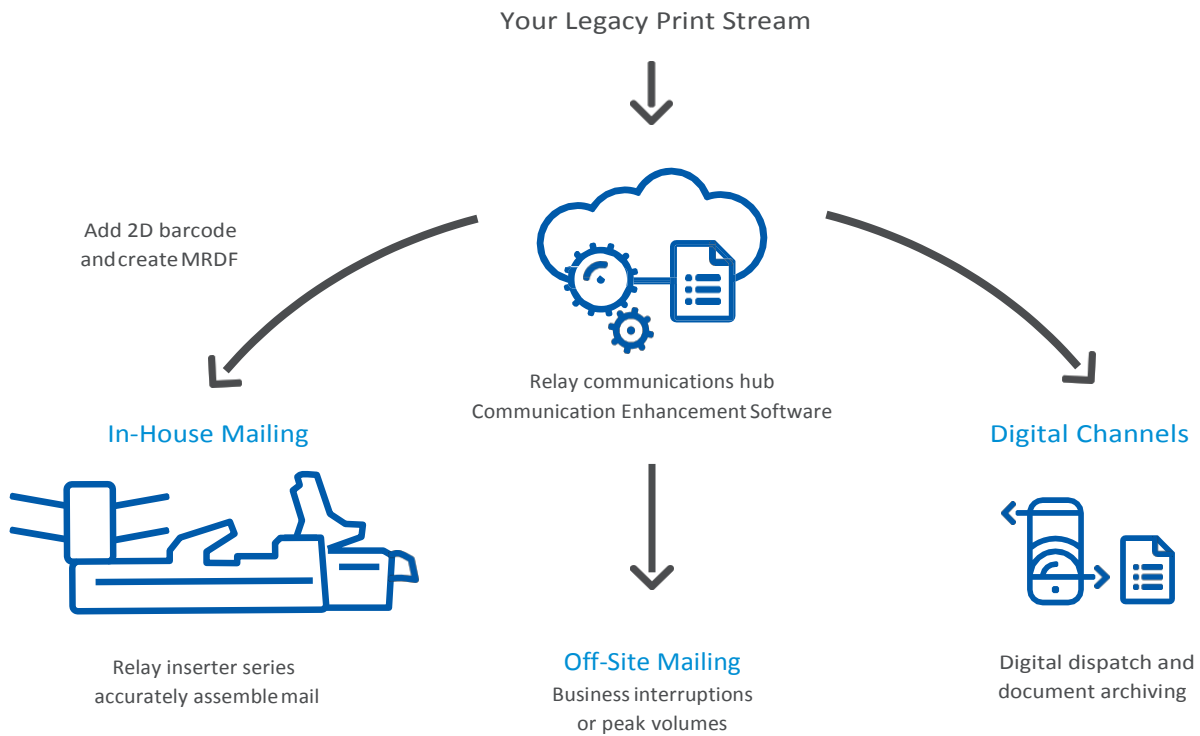 Your Legacy Print Stream
Add 2D barcode
and create MRDF
Relay communications hub
Communication Enhancement Software
In-House Mailing
Digital Channels
Relay inserter series
accurately assemble mail
Off-Site Mailing
Business interruptions
or peak volumes
Digital dispatch and
document archiving